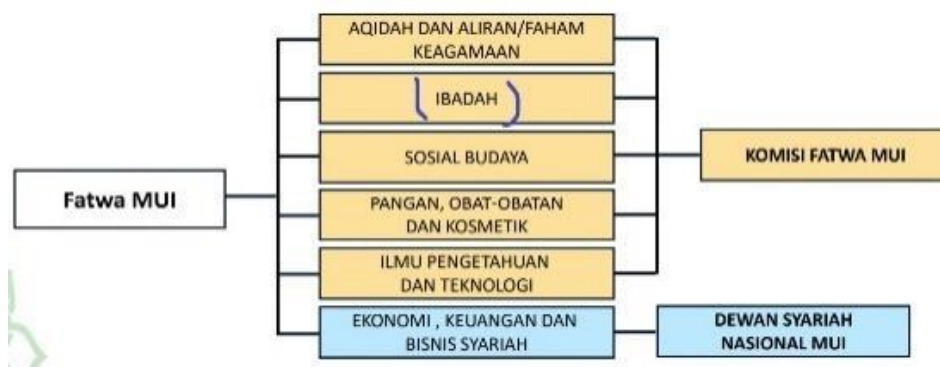 AQIDAH DAN ALIRAN/FAHAM
KEAGAMAAN
IBADAH
SOSIAL BUDAYA
KOMISI FATWA MUI
Fatwa MUI
PANGAN, OBAT-OBATAN
DAN KOSMETIK
ILMU PENGETAHUAN
DAN TEKNOLOGI
EKONOMI , KEUANGAN DAN
BISNIS SYARIAH
DEWAN SYARIAH
NASIONAL MUI